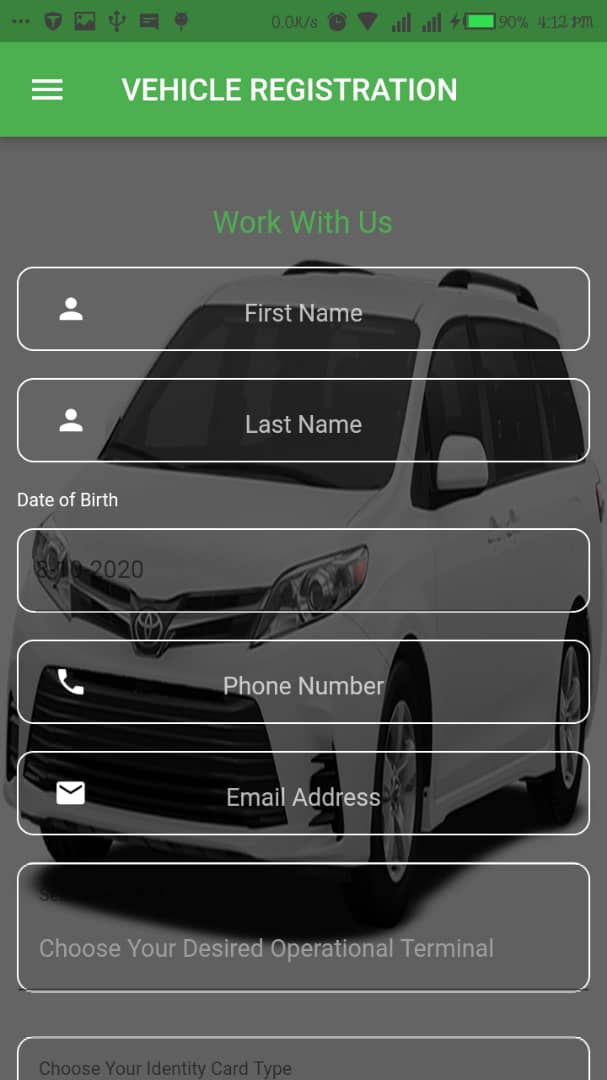 0.0K/s 90% 4:12 PM
VEHICLE REGISTRATION
Work With Us
First Name
Last Name
Date of Birth
8-10-2020
Phone Number
Email Address
Choose Your Desired Operational Terminal
Choose Your Identity Card Type